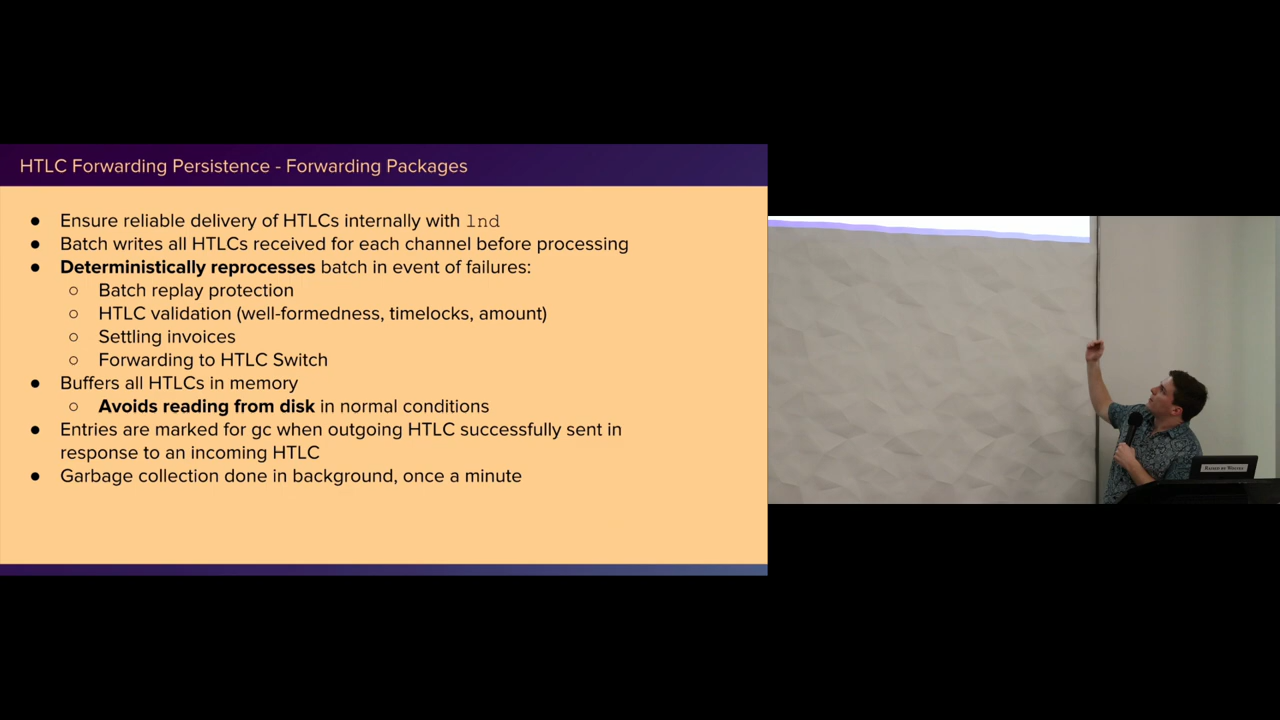 HTLC Forwarding Persistence - Forwarding Packages
● Ensure reliable delivery of HTLCs internally with lnd
● Batch writes all HTLCs received for each channel before processing
● Deterministically reprocesses batch in event of failures:
○ Batch replay protection
○ HTLC validation (well-formedness, timelocks, amount)
○ Settling invoices
○ Forwarding to HTLC Switch
● Buffers all HTLCs in memory
○ Avoids reading from disk in normal conditions
● Entries are marked for gc when outgoing HTLC successfully sent in
response to an incoming HTLC
● Garbage collection done in background, once a minute
RAISED BY WOLVES